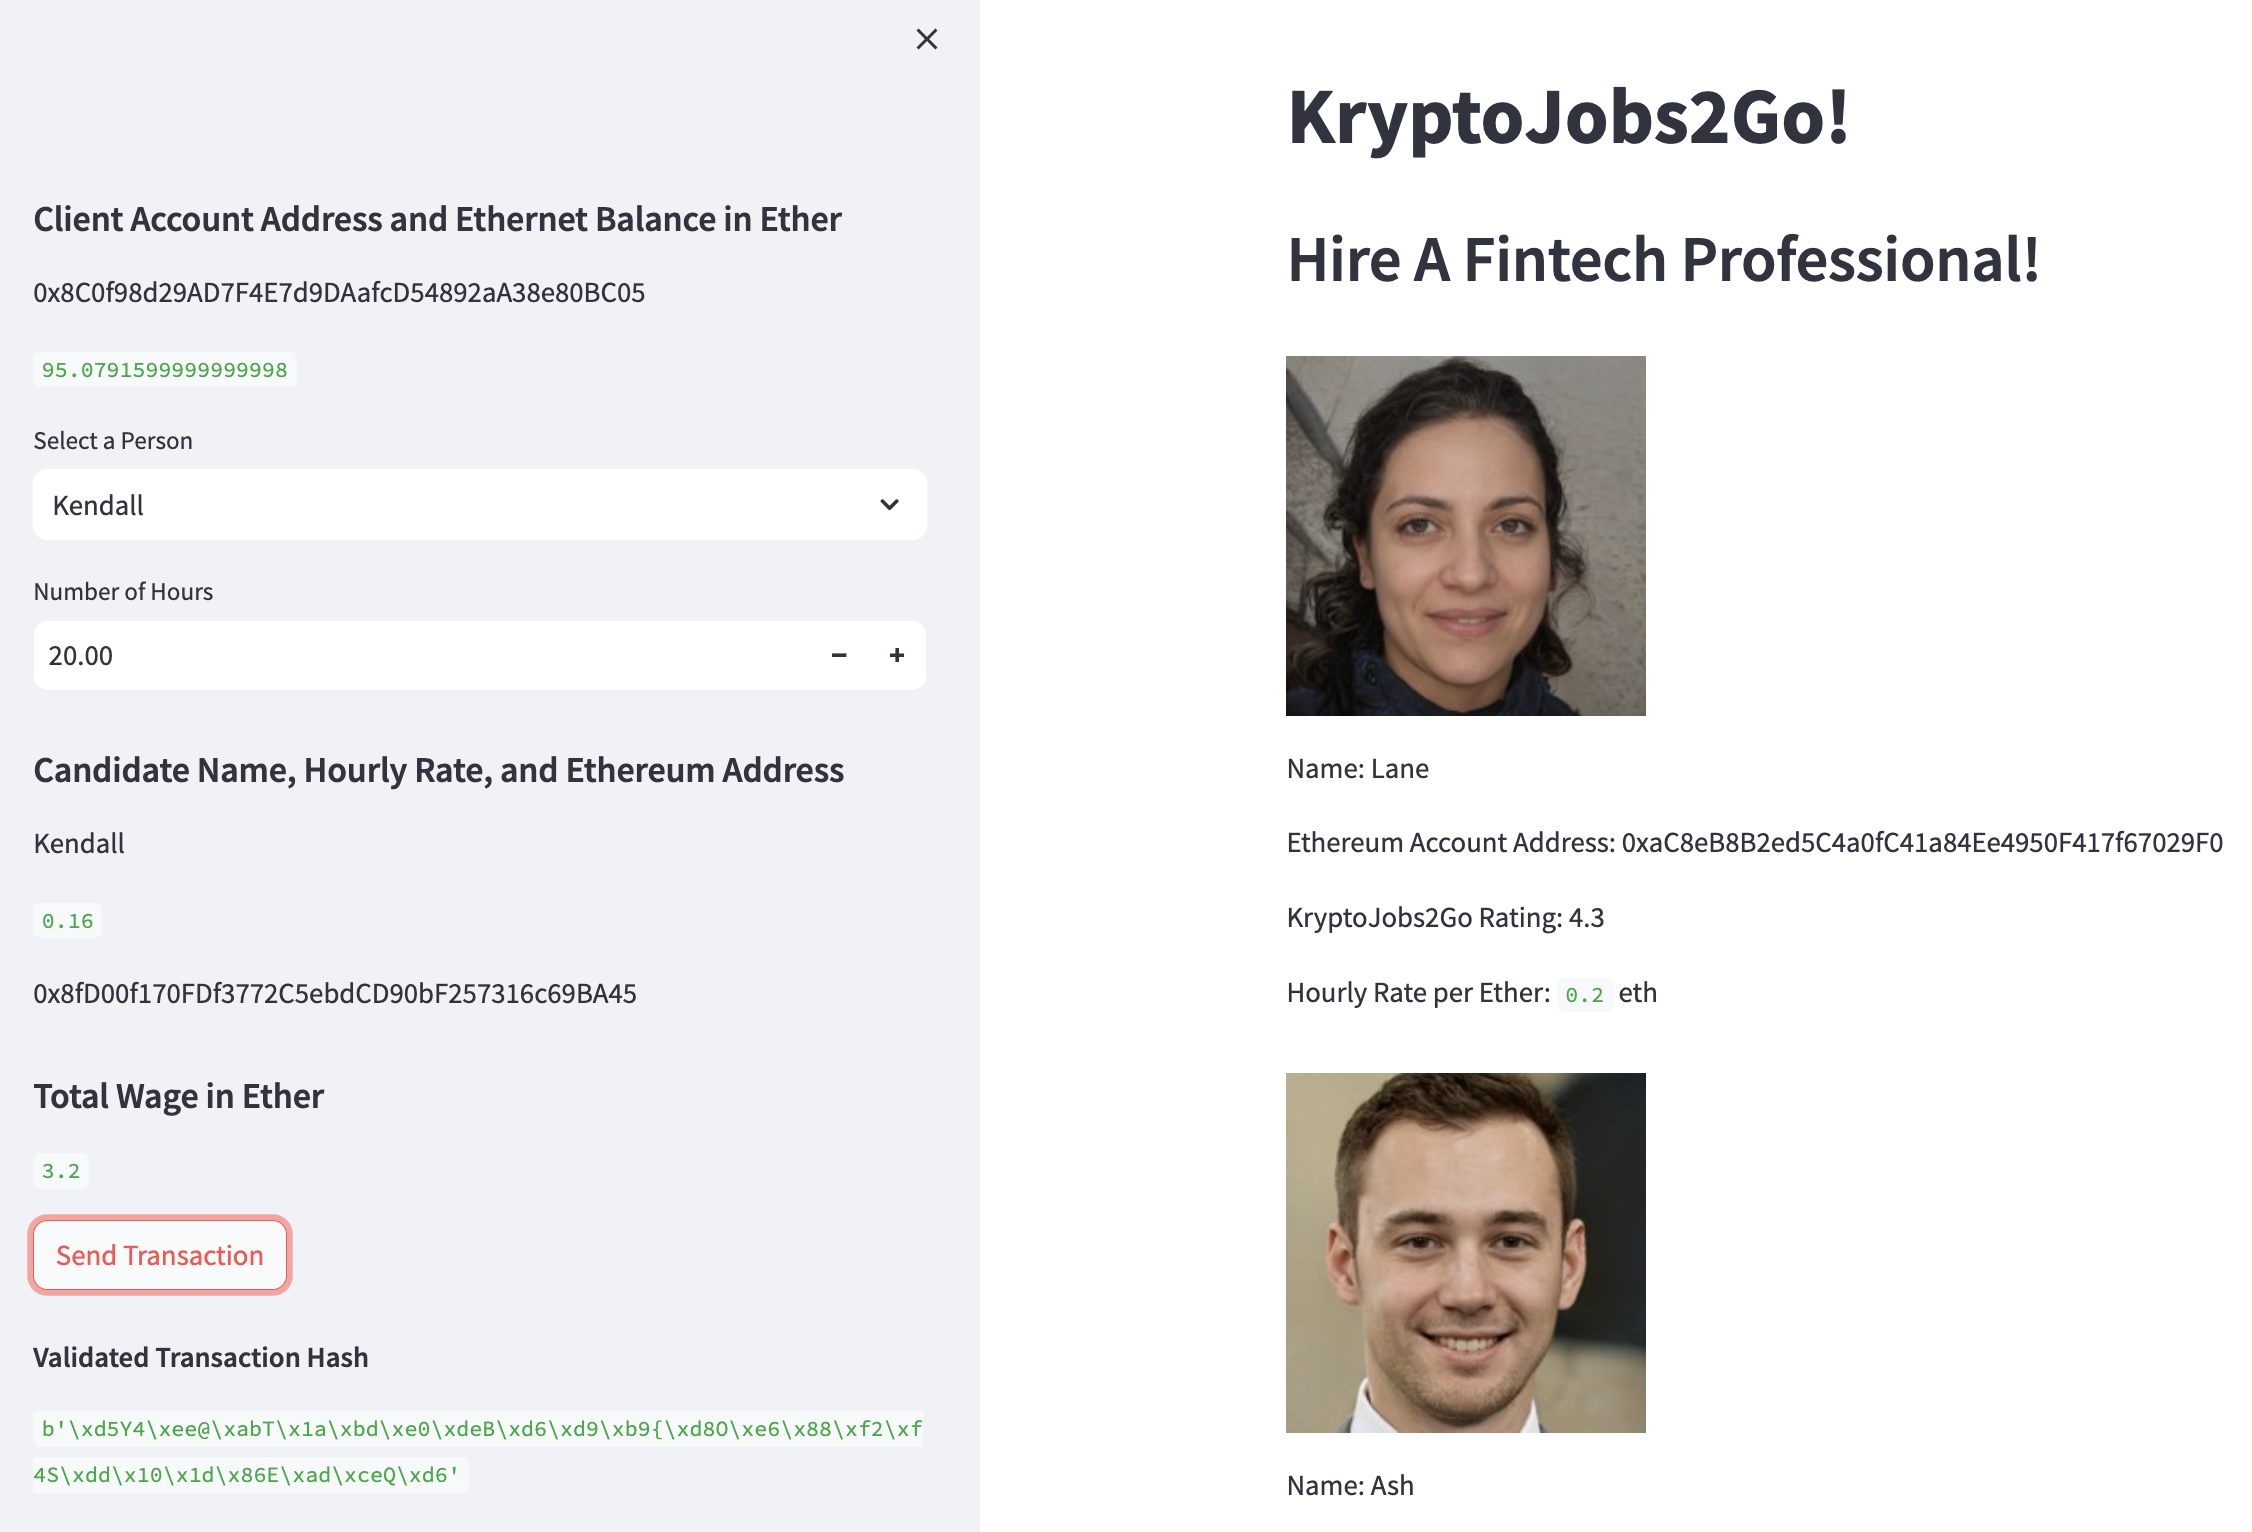 Client Account Address and Ethernet Balance in Ether
0x8C0f98d29AD7F4E7d9DAafcD54892aA38e80BC05
95.0791599999999998
Select a Person
Kendall
Number of Hours
20.00
Candidate Name, Hourly Rate, and Ethereum Address
Kendall
0.16
0x8fD00f170FDf3772C5ebdCD90bF257316c69BA45
Total Wage in Ether
3.2
Send Transaction
Validated Transaction Hash
b'\xd5Y4\xee@\xabT\x1a\xbd\xe0\xdeB\xd6\xd9\xb9{\xd8O\xe6\x88\xf2\xf
4S\xdd\x10\x1d\x86E\xad\xceQ\xd6'
KryptoJobs2Go!
Hire A Fintech Professional!
Name: Lane
Ethereum Account Address: 0xaC8eB8B2ed5C4a0fC41a84Ee4950F417f67029F0
KryptoJobs2Go Rating: 4.3
Hourly Rate per Ether: 0.2 eth
Name: Ash